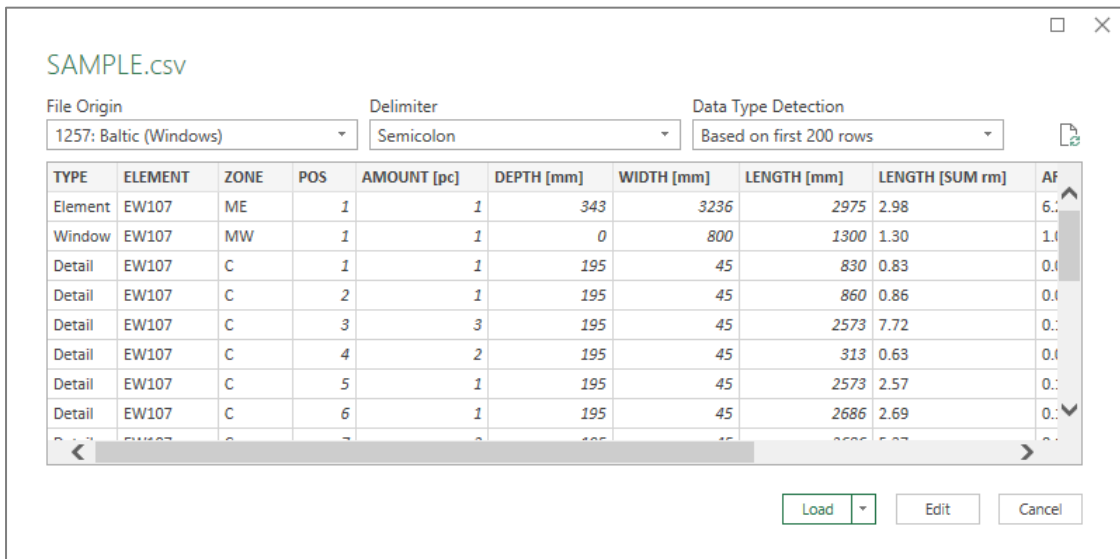 SAMPLE.csv
File Origin Delimiter Data Type Detection
1257: Baltic (Windows) Semicolon Based on first 200 rows
TYPE ELEMENT ZONE POS AMOUNT [pc] DEPTH [mm] WIDTH [mm] LENGTH [mm] LENGTH [SUM rm]
Element EW107 ME 1 1 343 3236 2975 2.98
Window EW107 MW 1 1 0 800 1300 1.30
Detail EW107 C 1 1 195 45 830 0.83
Detail EW107 C 2 1 195 45 860 0.86
Detail EW107 C 3 3 195 45 2573 7.72
Detail EW107 C 4 2 195 45 313 0.63
Detail EW107 C 5 1 195 45 2573 2.57
Detail EW107 C 6 1 195 45 2686 2.69
Load Edit Cancel